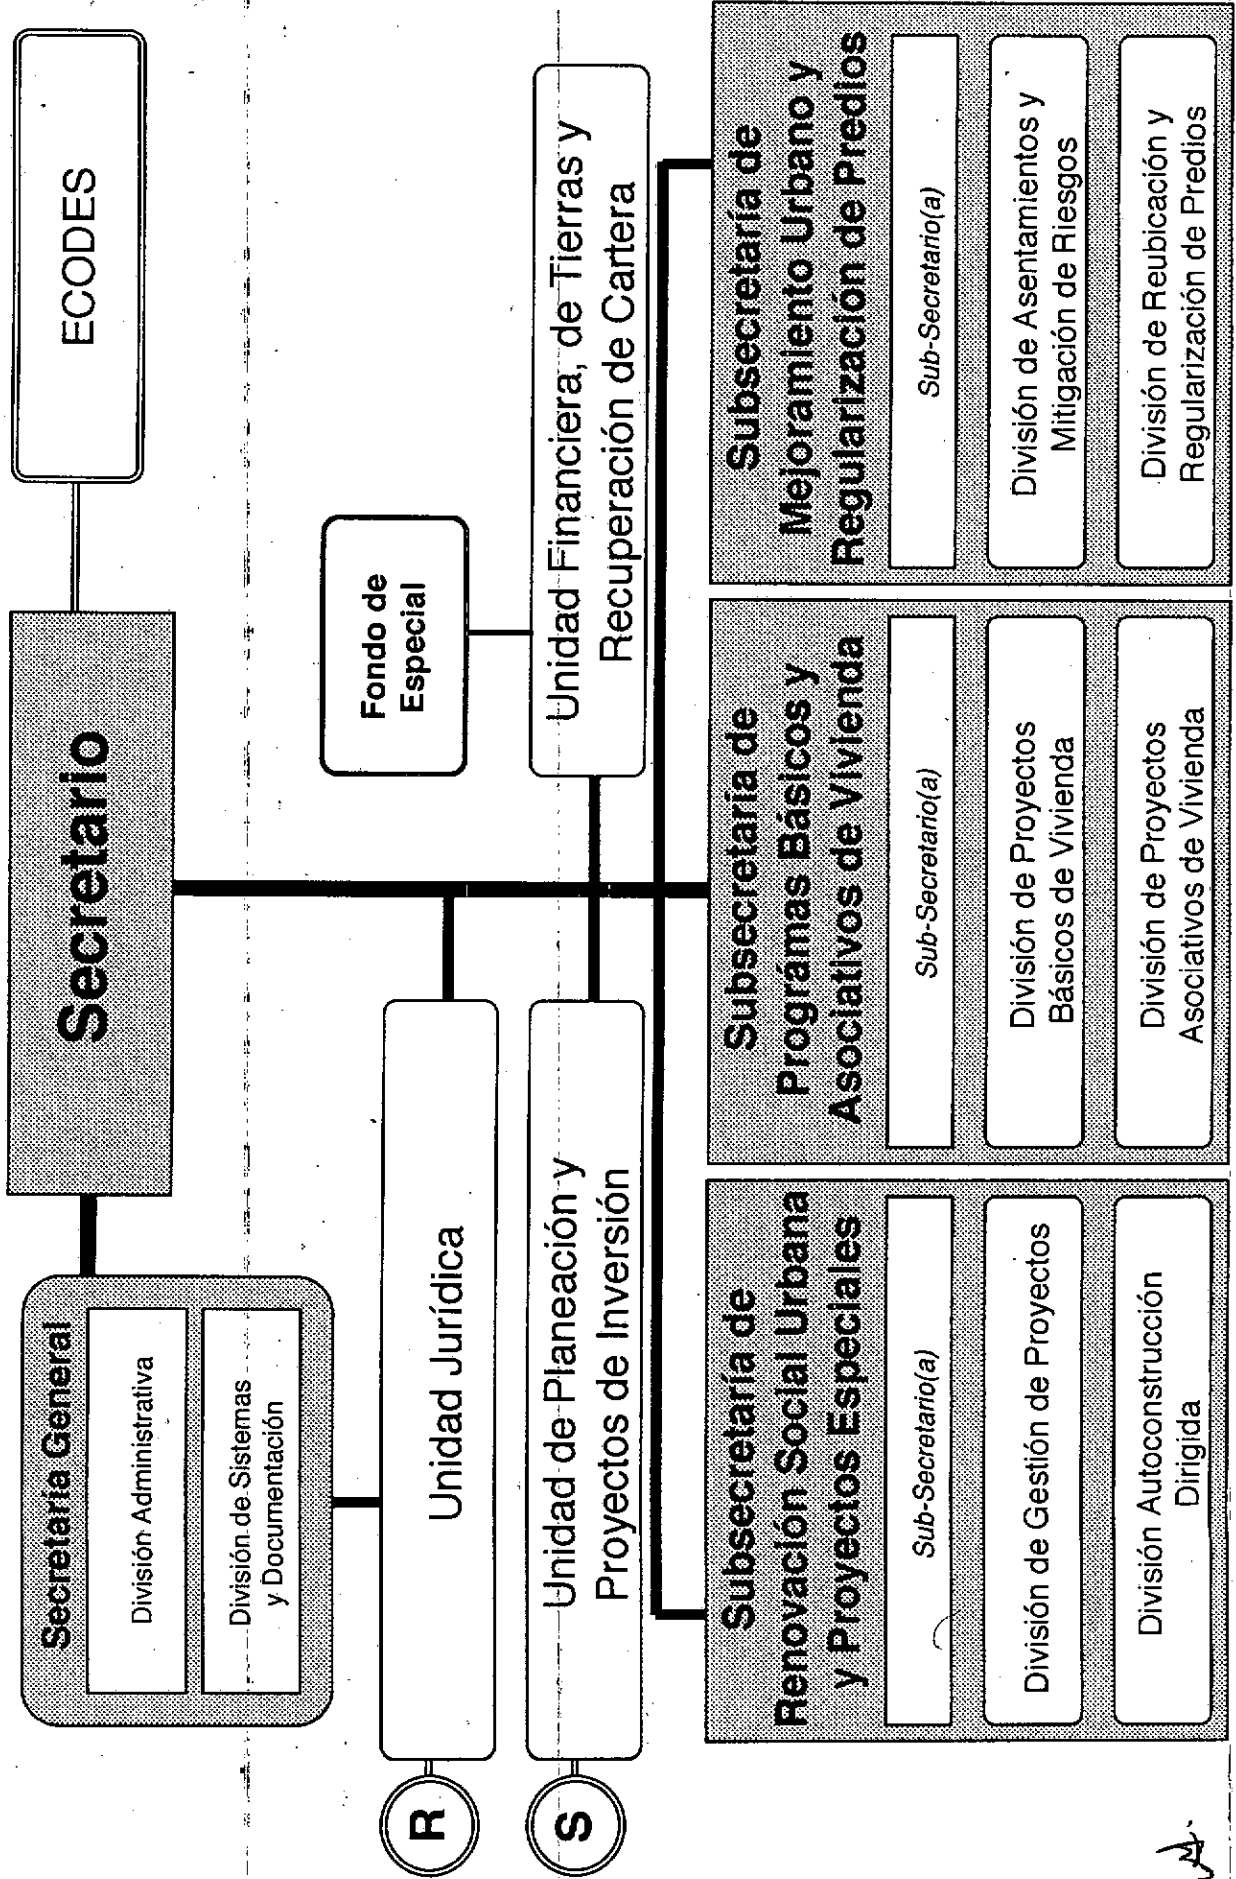 Secretario
ECODES
Secretaría General
División Administrativa
División de Sistemas
y Documentación
Fondo de
Especial
R
Unidad Jurídica
S
Unidad de Planeación y
Proyectos de Inversión
Unidad Financiera, de Tierras y
Recuperación de Cartera
Subsecretaría de
Renovación Social Urbana
y Proyectos Especiales
Sub-Secretario(a)
División de Gestión de Proyectos
División Autoconstrucción
Dirigida
Subsecretaría de
Prográmas Básicos y
Asociativos de Vivienda
Sub-Secretario(a)
División de Proyectos
Básicos de Vivienda
División de Proyectos
Asociativos de Vivienda
Subsecretaría de
Mejoramiento Urbano y
Regularización de Predios
Sub-Secretario(a)
División de Asentamientos y
Mitigación de Riesgos
División de Reubicación y
Regularización de Predios